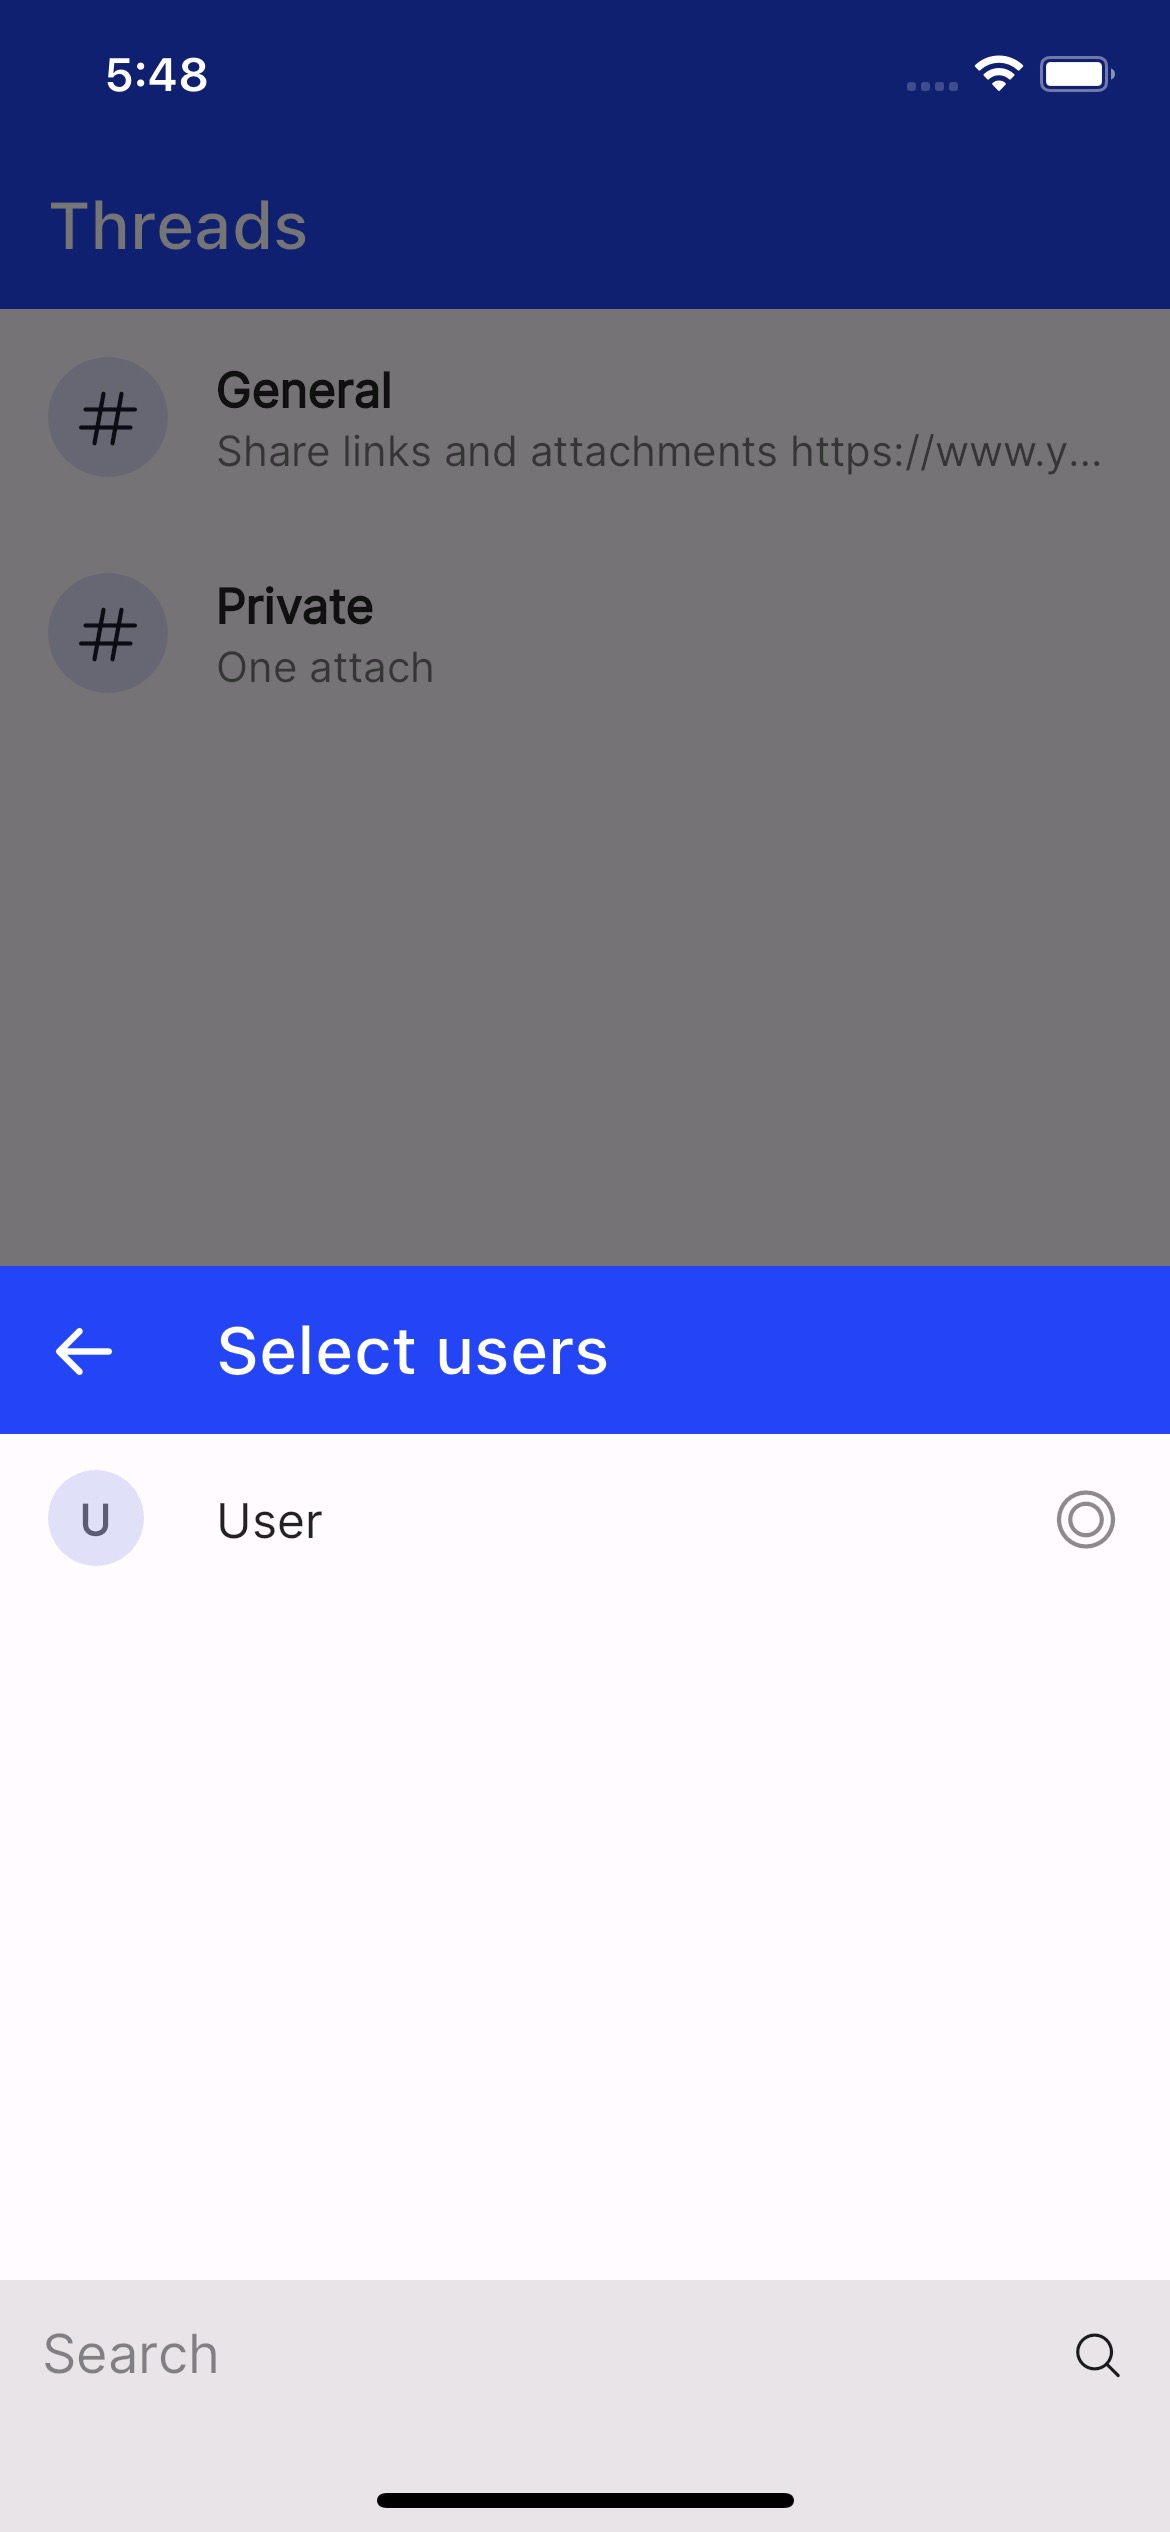 5:48
Threads
#
General
Share links and attachments https://www.y...
#
Private
One attach
Select users
U
User
Search